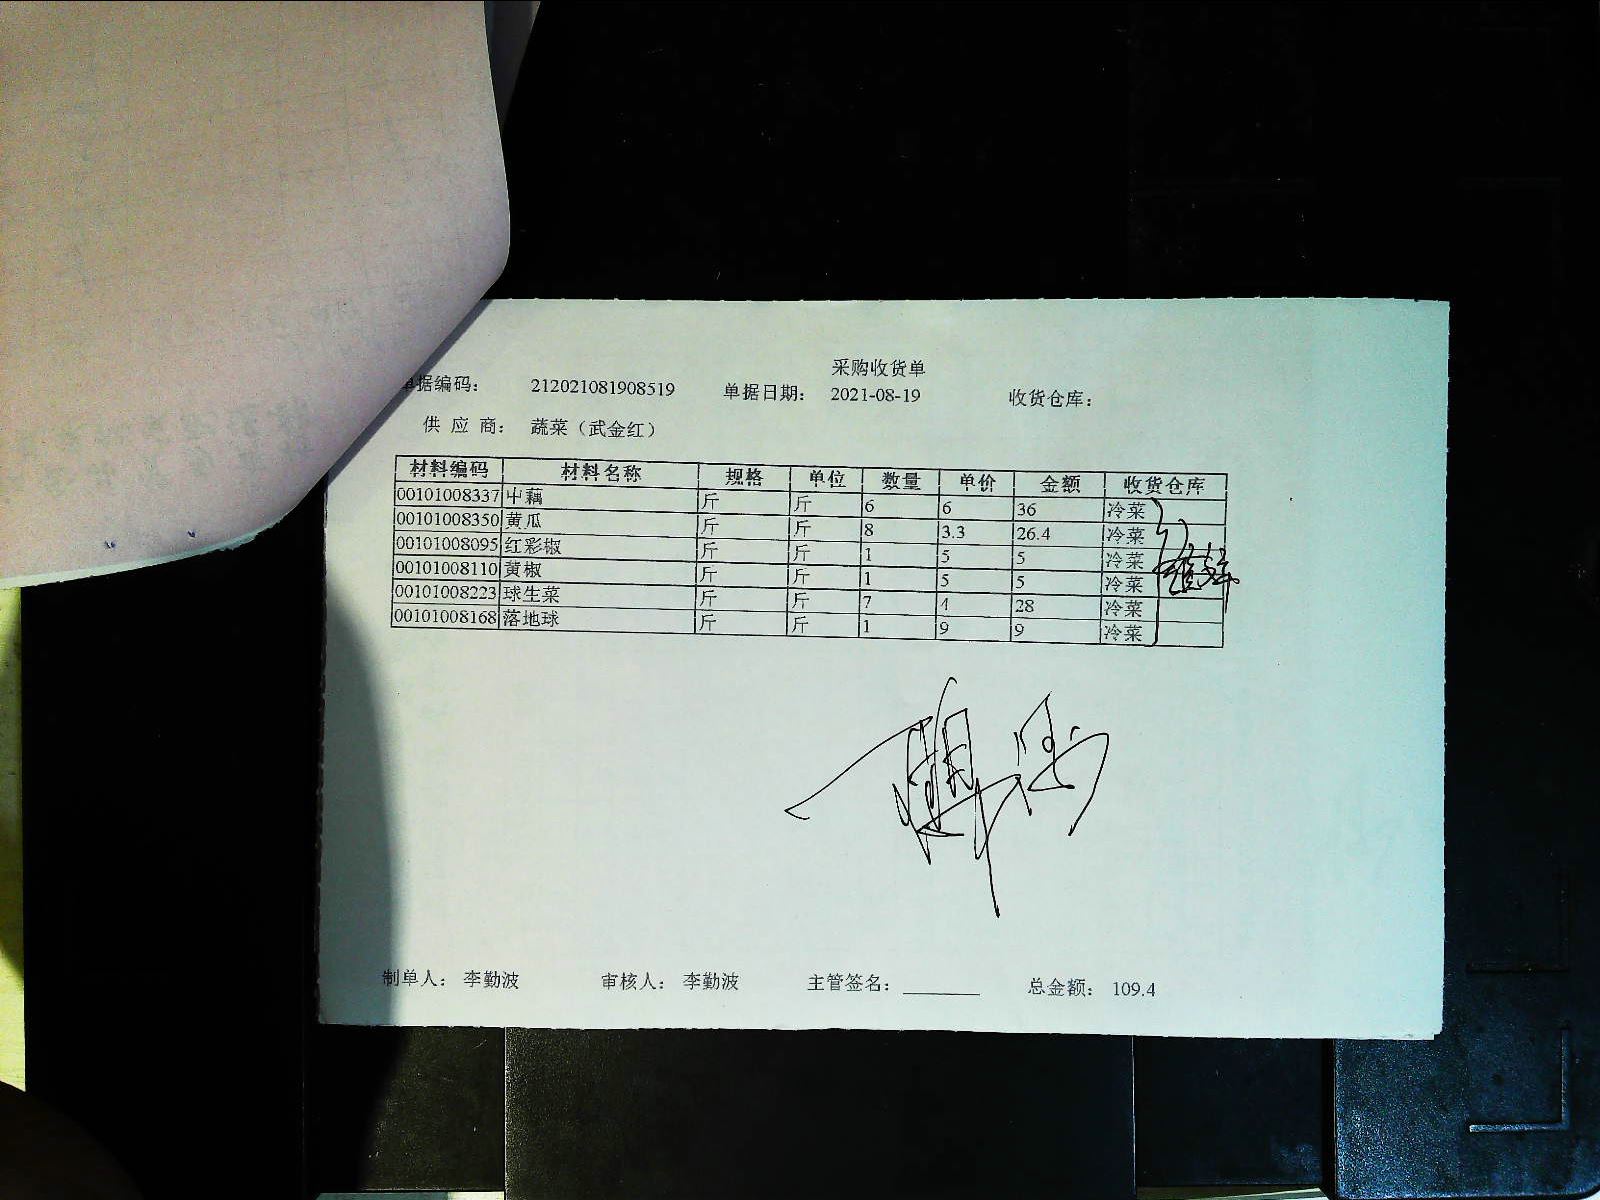 采购收货单
单据编码： 212021081908519 单据日期： 2021-08-19 收货仓库：
供 应 商： 蔬菜（武金红）
材料编码 材料名称 规格 单位 数量 单价 金额 收货仓库
00101008337 中藕 斤 斤 6 6 36 冷菜
00101008350 黄瓜 斤 斤 8 3.3 26.4 冷菜
00101008095 红彩椒 斤 斤 1 5 5 冷菜
00101008110 黄椒 斤 斤 1 5 5 冷菜
00101008223 球生菜 斤 斤 7 4 28 冷菜
00101008168 落地球 斤 斤 1 9 9 冷菜
制单人： 李勤波 审核人： 李勤波 主管签名： 总金额： 109.4